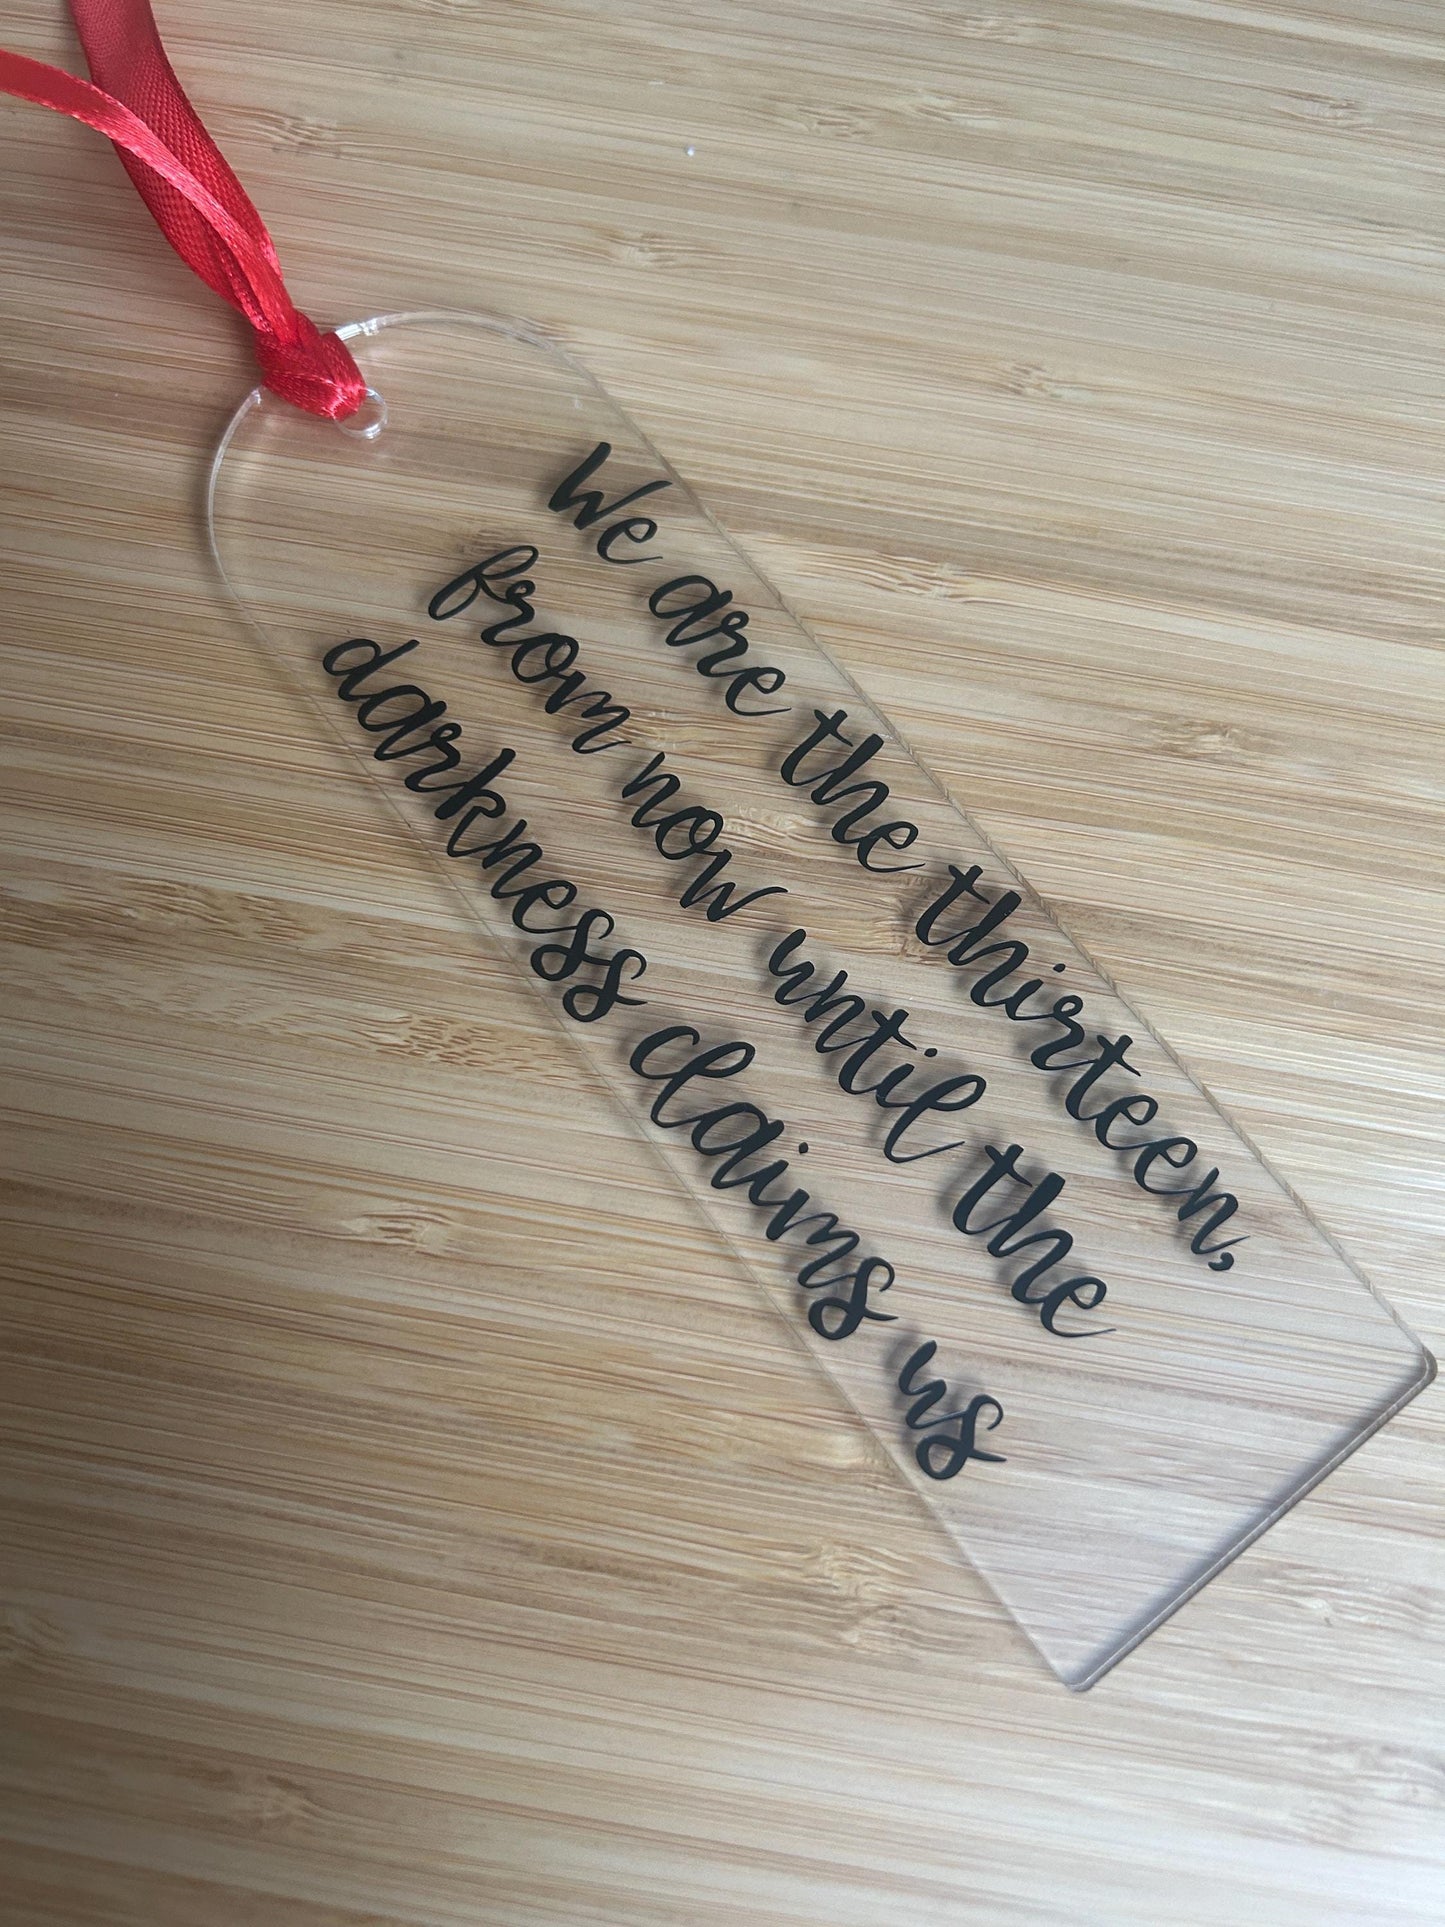 We are the thirteen,
from now until the
darkness claims us